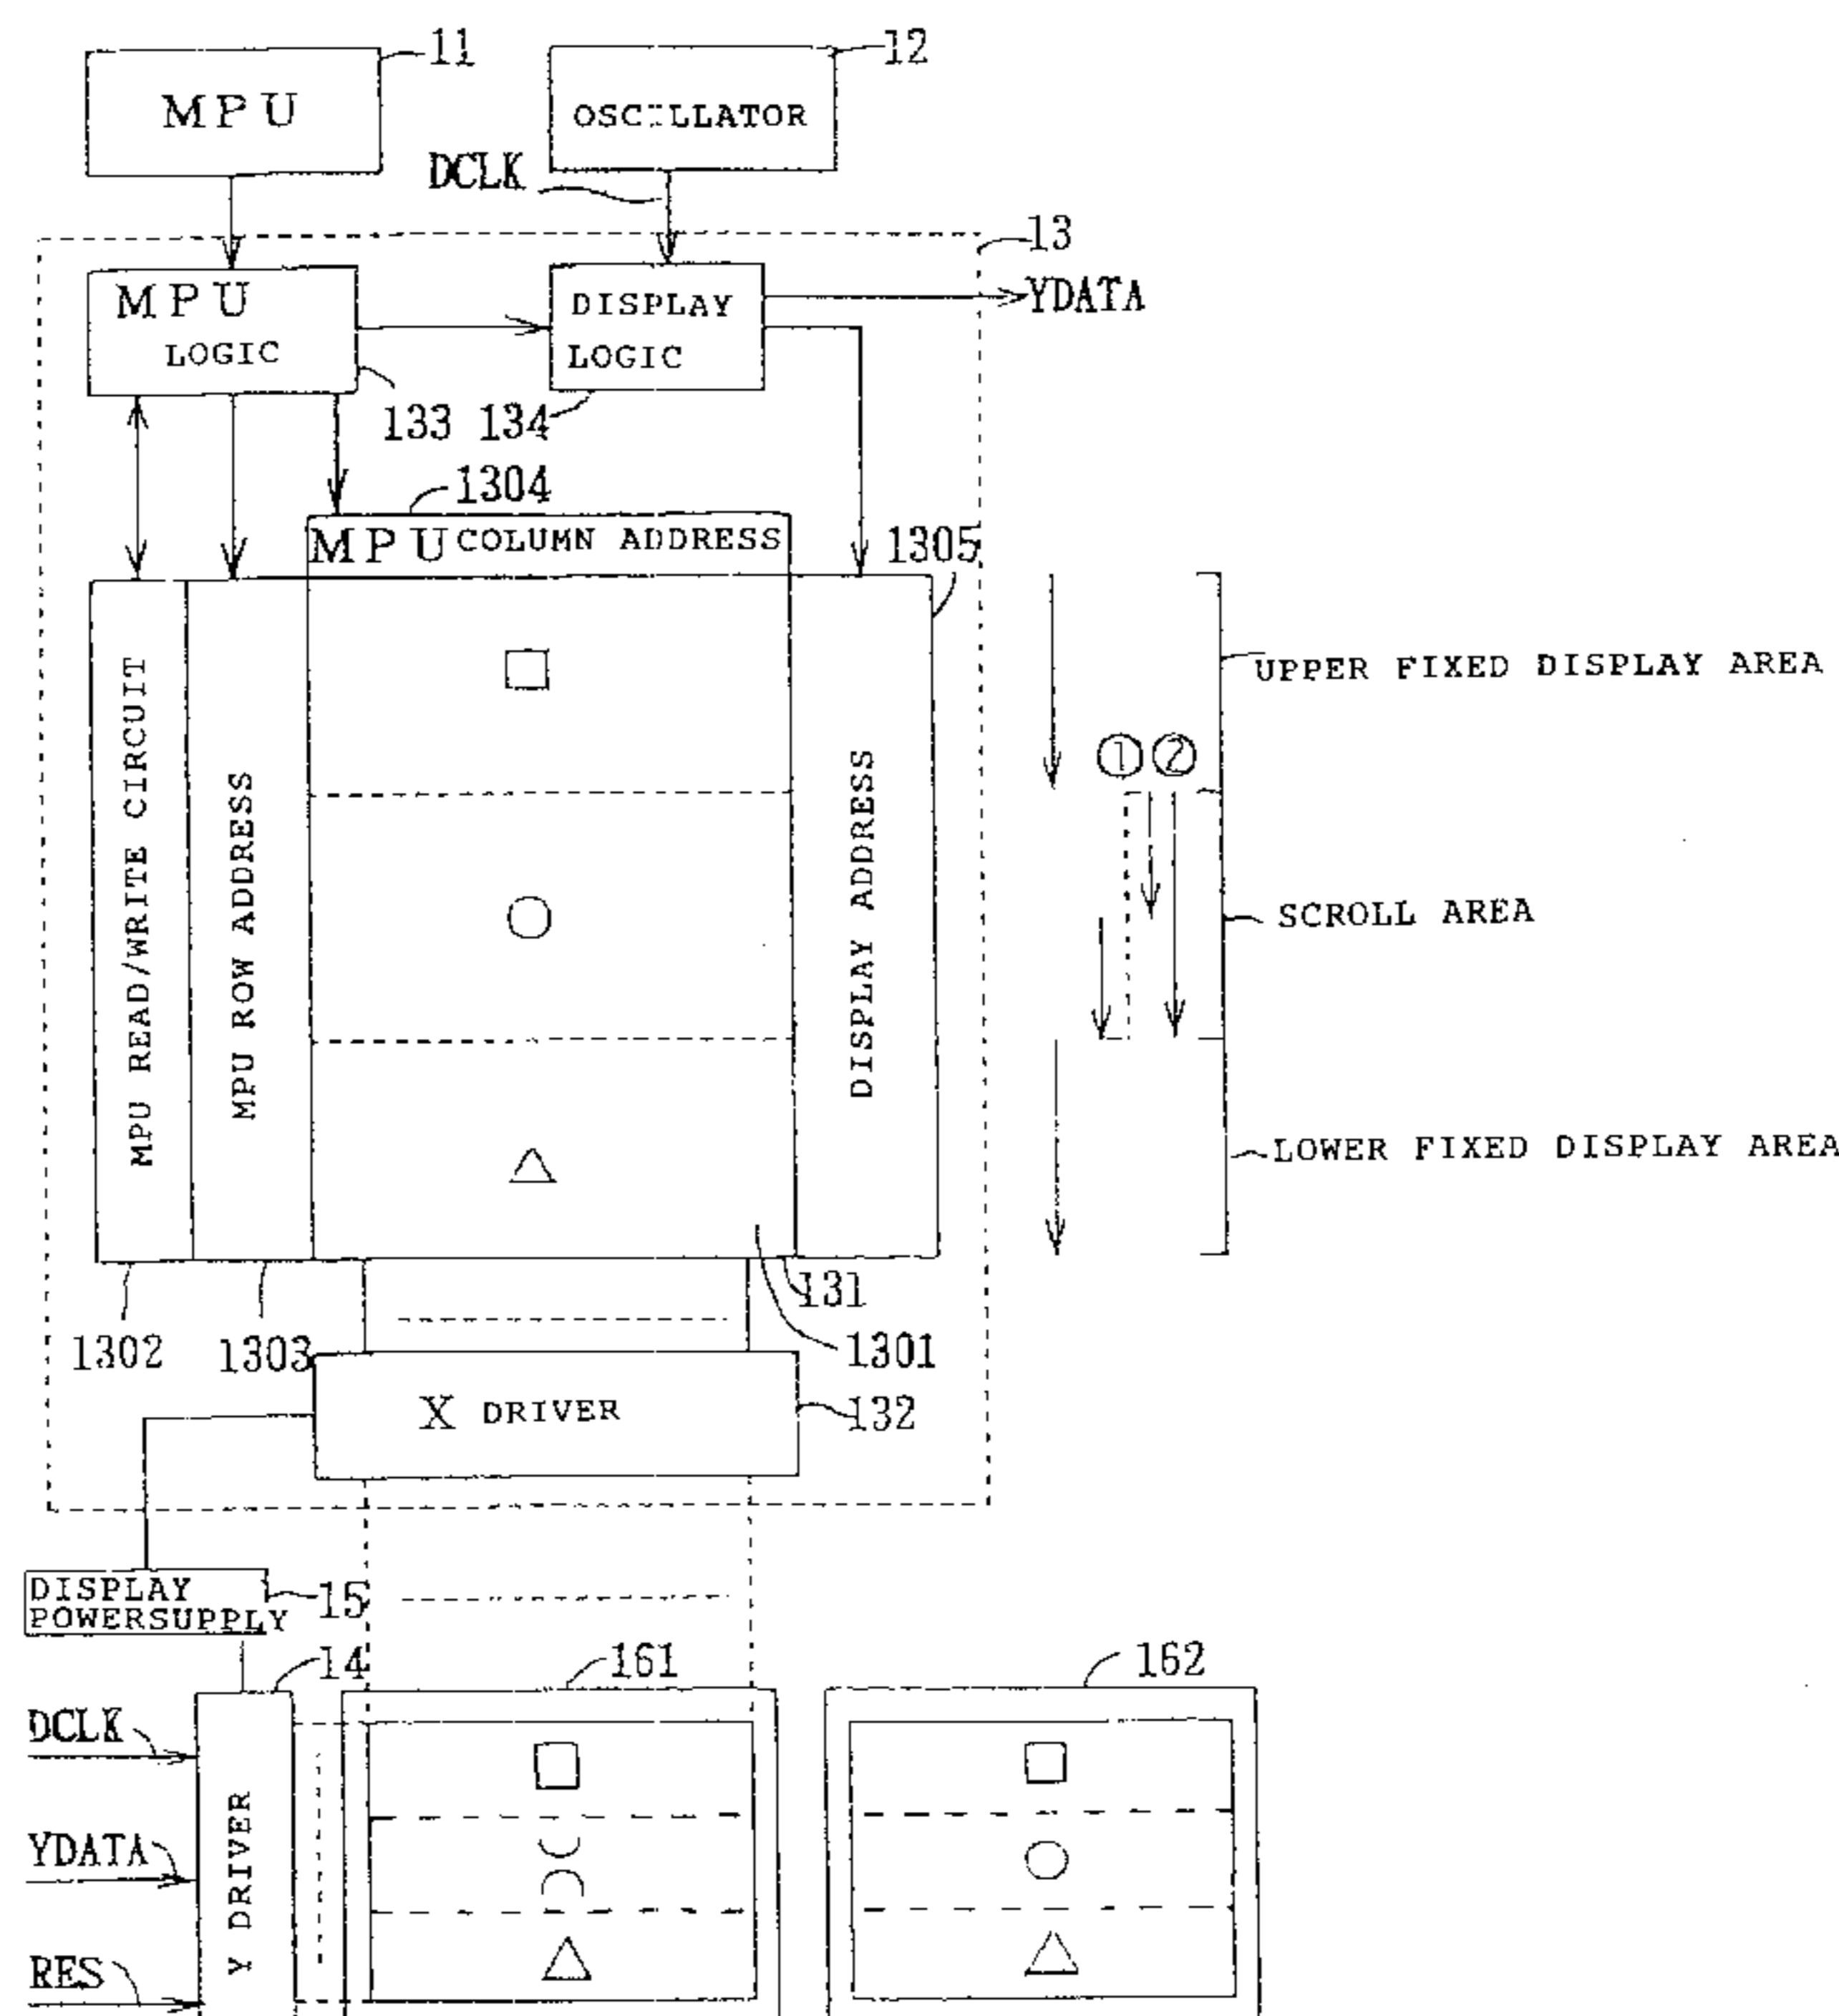 11
12
MPU
OSCILLATOR
DCLK
13
MPU
LOGIC
DISPLAY
LOGIC
YDATA
133
134
1304
MPU COLUMN ADDRESS
1305
MPU READ/WRITE CIRCUIT
MPU ROW ADDRESS
DISPLAY ADDRESS
UPPER FIXED DISPLAY AREA
① ②
SCROLL AREA
LOWER FIXED DISPLAY AREA
131
1302
1303
1301
X DRIVER
132
DISPLAY
POWERSUPPLY
15
14
161
162
DCLK
YDATA
RES
Y DRIVER